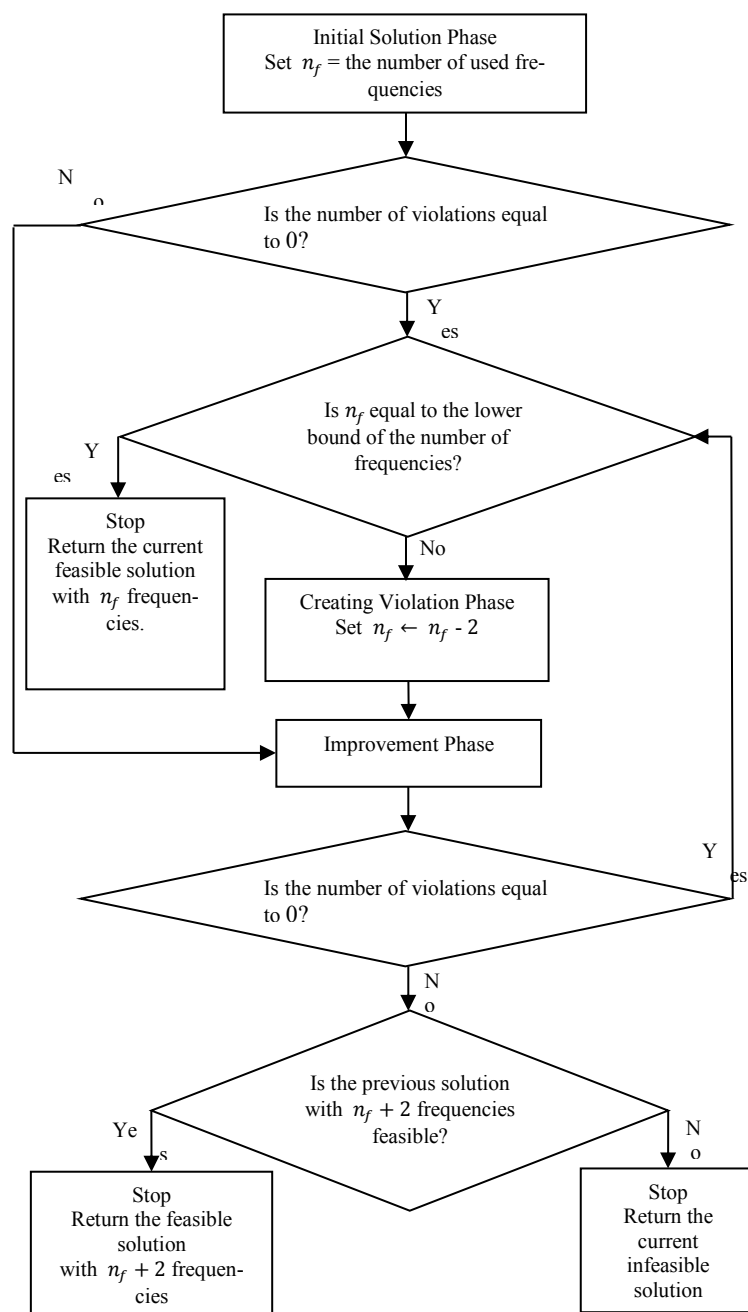 Initial Solution Phase
Set n_f = the number of used fre-
quencies
N
o
Is the number of violations equal
to 0?
Y
es
Is n_f equal to the lower
bound of the number of
frequencies?
Y
es
Stop
Return the current
feasible solution
with n_f frequen-
cies.
No
Creating Violation Phase
Set n_f ← n_f - 2
Improvement Phase
Is the number of violations equal
to 0?
Y
es
N
o
Is the previous solution
with n_f + 2 frequencies
feasible?
Ye
s
N
o
Stop
Return the feasible
solution
with n_f + 2 frequen-
cies
Stop
Return the
current
infeasible
solution